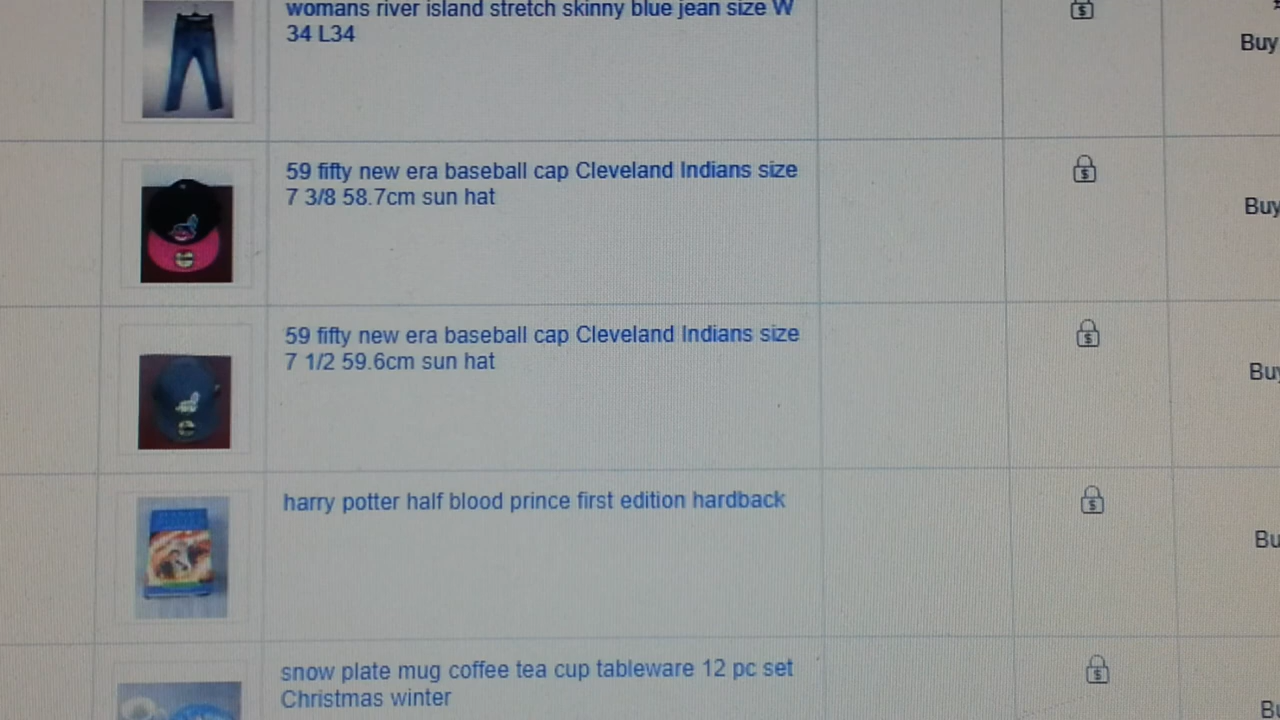 womans river island stretch skinny blue jean size W
34 L34
Buy
59 fifty new era baseball cap Cleveland Indians size
7 3/8 58.7cm sun hat
$
Buy
59 fifty new era baseball cap Cleveland Indians size
7 1/2 59.6cm sun hat
$
Buy
harry potter half blood prince first edition hardback
$
Bu
snow plate mug coffee tea cup tableware 12 pc set
Christmas winter
$
Bu